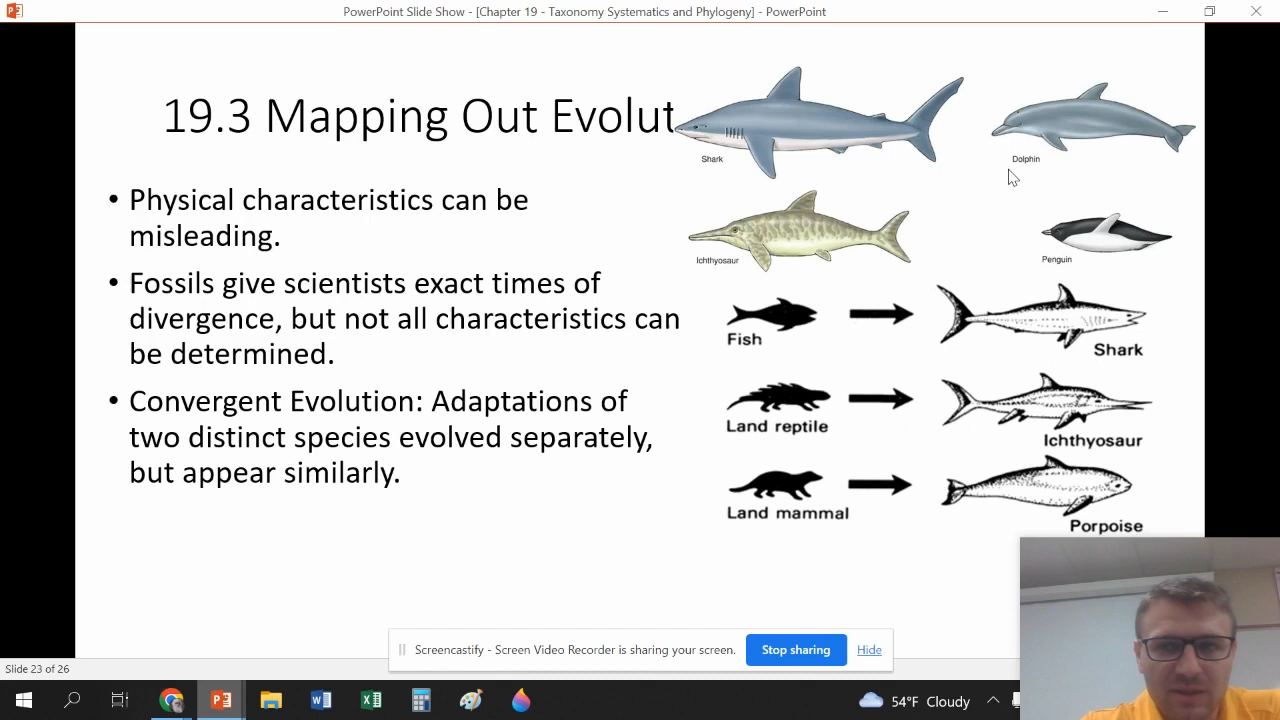 PowerPoint Slide Show - [Chapter 19 - Taxonomy Systematics and Phylogeny] - PowerPoint
19.3 Mapping Out Evolut
• Physical characteristics can be
misleading.
• Fossils give scientists exact times of
divergence, but not all characteristics can
be determined.
• Convergent Evolution: Adaptations of
two distinct species evolved separately,
but appear similarly.
Shark
Dolphin
Ichthyosaur
Penguin
Fish
Shark
Land reptile
Ichthyosaur
Land mammal
Porpoise
Screencastify - Screen Video Recorder is sharing your screen.
Stop sharing
Hide
Slide 23 of 26
54°F Cloudy